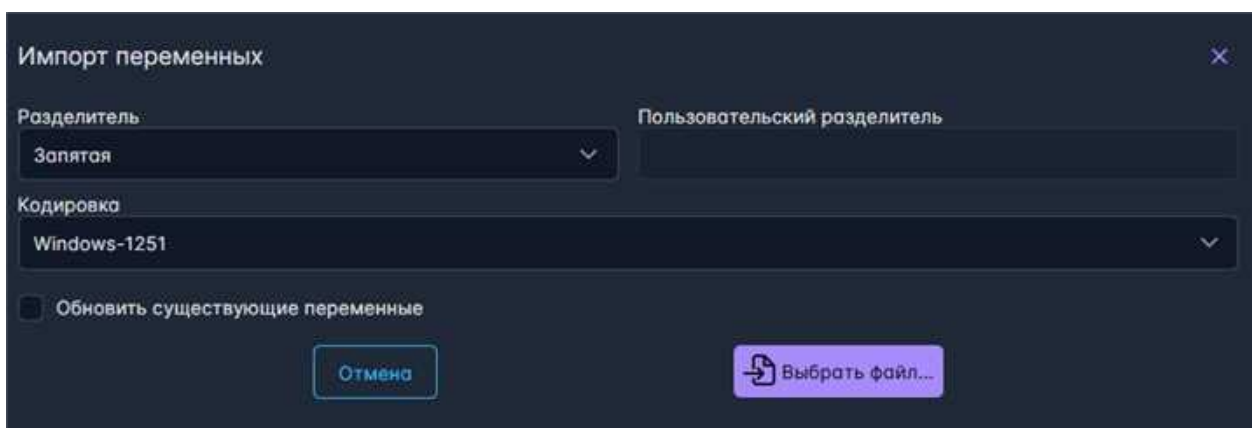 Импорт переменных
Разделитель
Пользовательский разделитель
Запятая
Кодировка
Windows-1251
Обновить существующие переменные
Отмена
Выбрать файл...